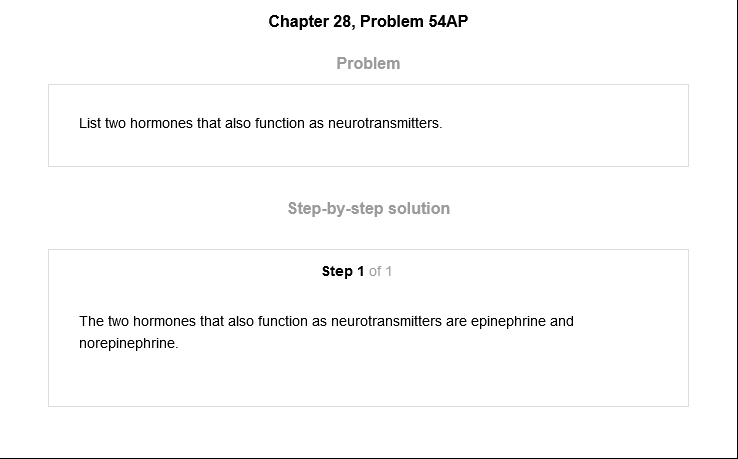 Chapter 28, Problem 54AP
Problem
List two hormones that also function as neurotransmitters.
Step-by-step solution
Step 1 of 1
The two hormones that also function as neurotransmitters are epinephrine and
norepinephrine.